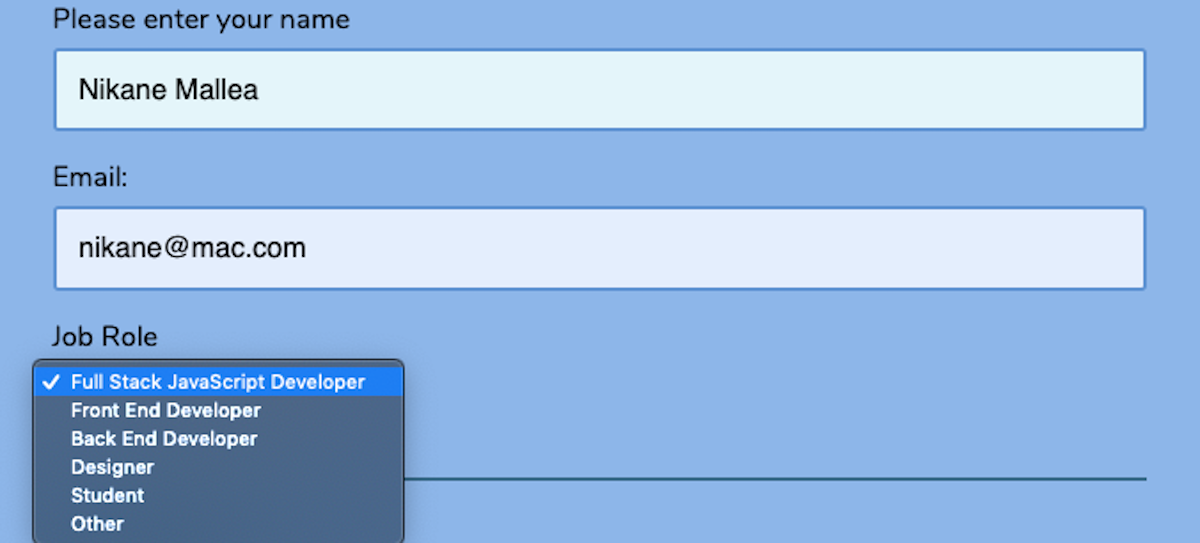 Please enter your name
Nikane Mallea
Email:
nikane@mac.com
Job Role
✓ Full Stack JavaScript Developer
Front End Developer
Back End Developer
Designer
Student
Other